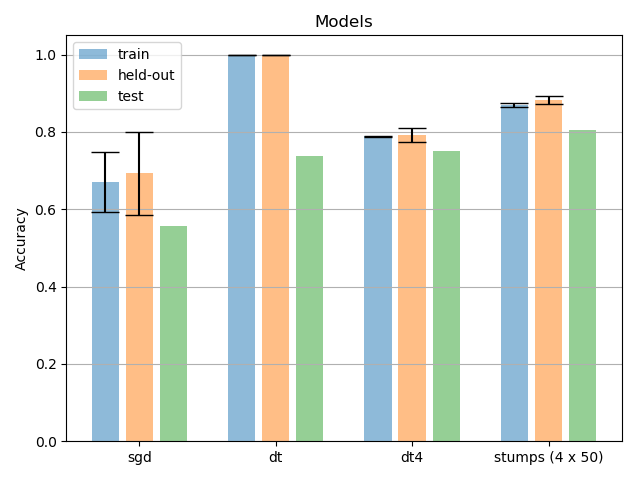 Models
train
held-out
test
Accuracy
1.0
0.8
0.6
0.4
0.2
0.0
sgd
dt
dt4
stumps (4 x 50)